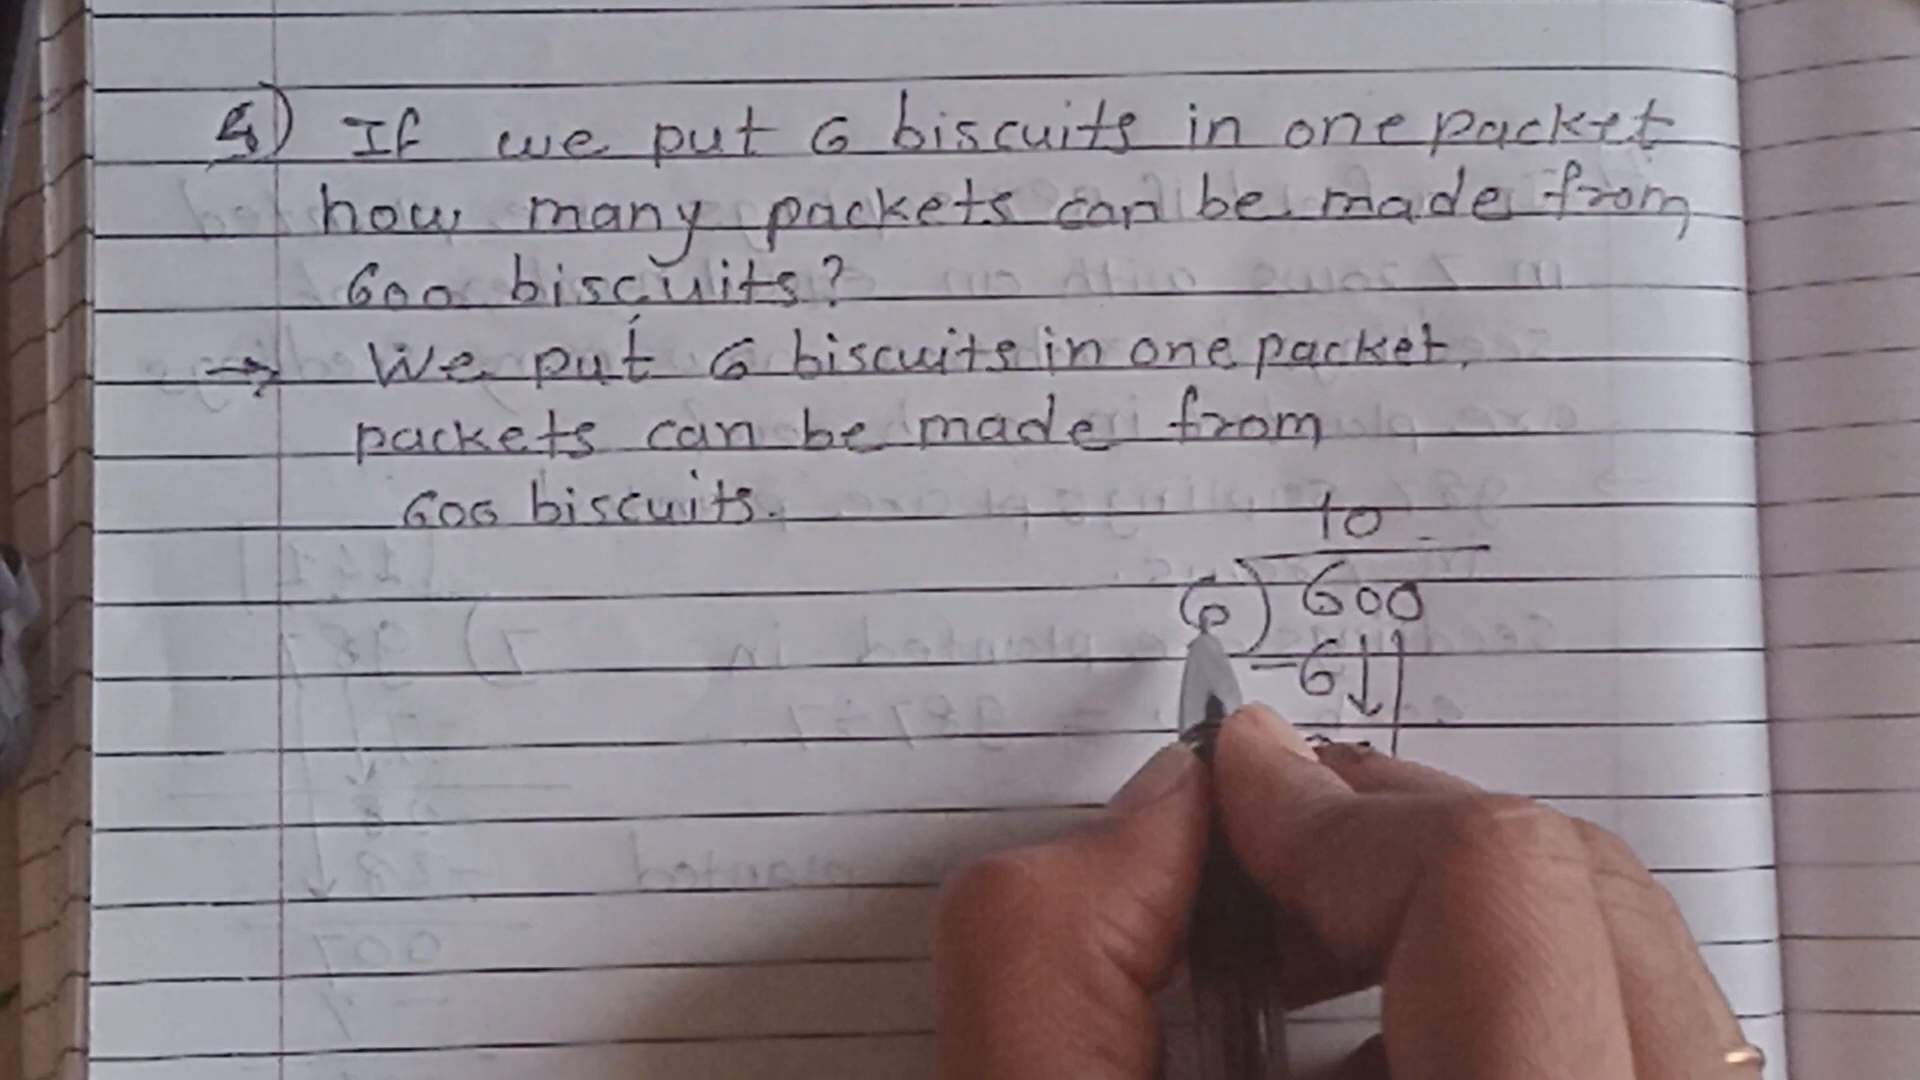 5) If we put 6 biscuits in one packet
how many packets can be made from
600 biscuits?
→ We put 6 biscuits in one packet.
packets can be made from
600 biscuits.
10
6) 600
-6↓